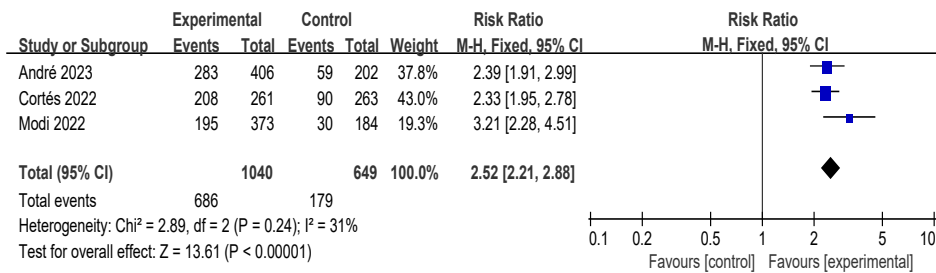 Experimental Control Risk Ratio Risk Ratio
Study or Subgroup Events Total Events Total Weight M-H, Fixed, 95% CI M-H, Fixed, 95% CI
André 2023 283 406 59 202 37.8% 2.39 [1.91, 2.99]
Cortés 2022 208 261 90 263 43.0% 2.33 [1.95, 2.78]
Modi 2022 195 373 30 184 19.3% 3.21 [2.28, 4.51]
Total (95% CI) 1040 649 100.0% 2.52 [2.21, 2.88]
Total events 686 179
Heterogeneity: Chi² = 2.89, df = 2 (P = 0.24); I² = 31%
Test for overall effect: Z = 13.61 (P < 0.00001)
0.1 0.2 0.5 1 2 5 10
Favours [control] Favours [experimental]